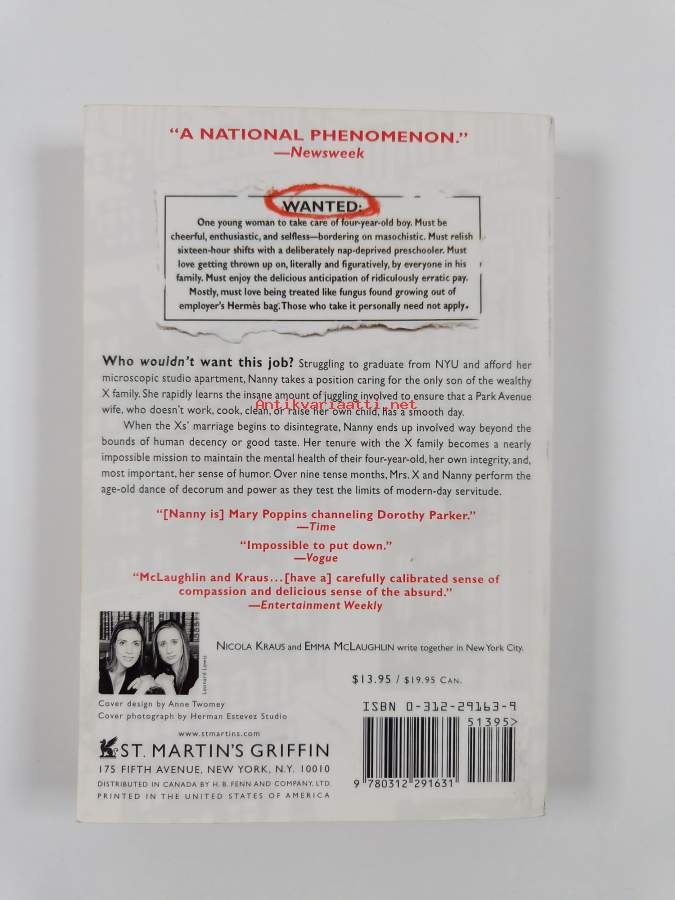 “A NATIONAL PHENOMENON.”
—Newsweek
WANTED:
One young woman to take care of four-year-old boy. Must be
cheerful, enthusiastic, and selfless—bordering on masochistic. Must relish
sixteen-hour shifts with a deliberately nap-deprived preschooler. Must
love getting thrown up on, literally and figuratively, by everyone in his
family. Must enjoy the delicious anticipation of ridiculously erratic pay.
Mostly, must love being treated like fungus found growing out of
employer's Hermès bag. Those who take it personally need not apply.
Who wouldn't want this job? Struggling to graduate from NYU and afford her
microscopic studio apartment, Nanny takes a position caring for the only son of the wealthy
X family. She rapidly learns the insane amount of juggling involved to ensure that a Park Avenue
Antikvariaatti.net
wife, who doesn't work, cook, clean, or raise her own child, has a smooth day.
When the Xs' marriage begins to disintegrate, Nanny ends up involved way beyond the
bounds of human decency or good taste. Her tenure with the X family becomes a nearly
impossible mission to maintain the mental health of their four-year-old, her own integrity, and,
most important, her sense of humor. Over nine tense months, Mrs. X and Nanny perform the
age-old dance of decorum and power as they test the limits of modern-day servitude.
“[Nanny is] Mary Poppins channeling Dorothy Parker.”
—Time
“Impossible to put down.”
—Vogue
“McLaughlin and Kraus...[have a] carefully calibrated sense of
compassion and delicious sense of the absurd.”
—Entertainment Weekly
Leonard Lewis
NICOLA KRAUS and EMMA MCLAUGHLIN write together in New York City.
$13.95 / $19.95 CAN.
Cover design by Anne Twomey
Cover photograph by Herman Estevez Studio
www.stmartins.com
ST. MARTIN'S GRIFFIN
175 FIFTH AVENUE, NEW YORK, N.Y. 10010
DISTRIBUTED IN CANADA BY H. B. FENN AND COMPANY, LTD.
PRINTED IN THE UNITED STATES OF AMERICA
ISBN 0-312-29163-9
51395>
9 780312 291631